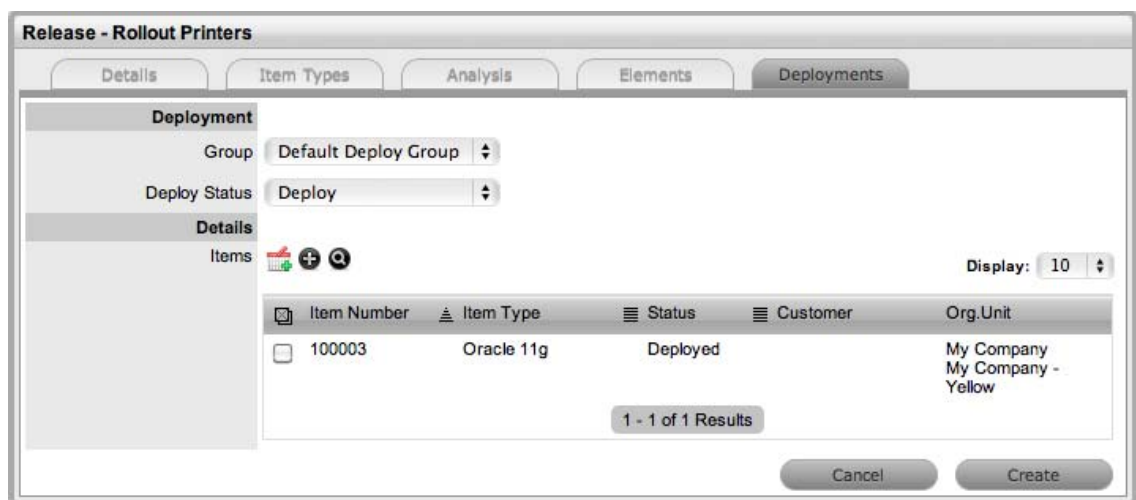 Release - Rollout Printers
Details Item Types Analysis Elements Deployments
Deployment
Group Default Deploy Group
Deploy Status Deploy
Details
Items
Display: 10
Item Number Item Type Status Customer Org.Unit
100003 Oracle 11g Deployed My Company
My Company -
Yellow
1 - 1 of 1 Results
Cancel Create